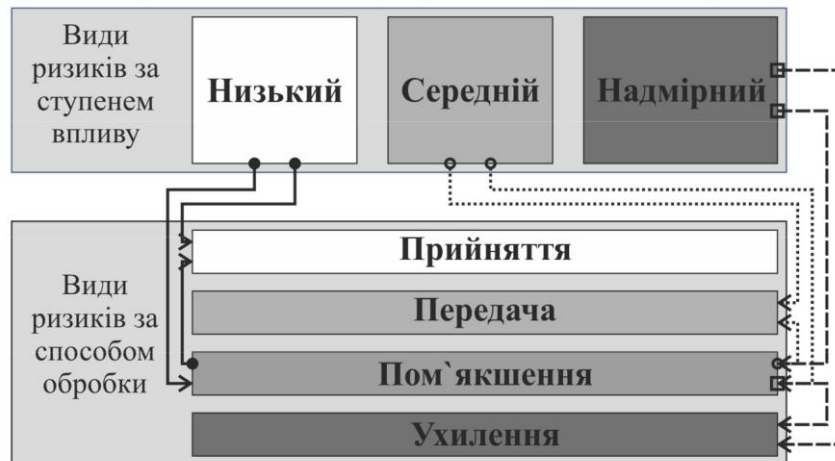 Види
ризиків за
ступенем
впливу
Низький
Середній
Надмірний
Види
ризиків за
способом
обробки
Прийняття
Передача
Пом`якшення
Ухилення